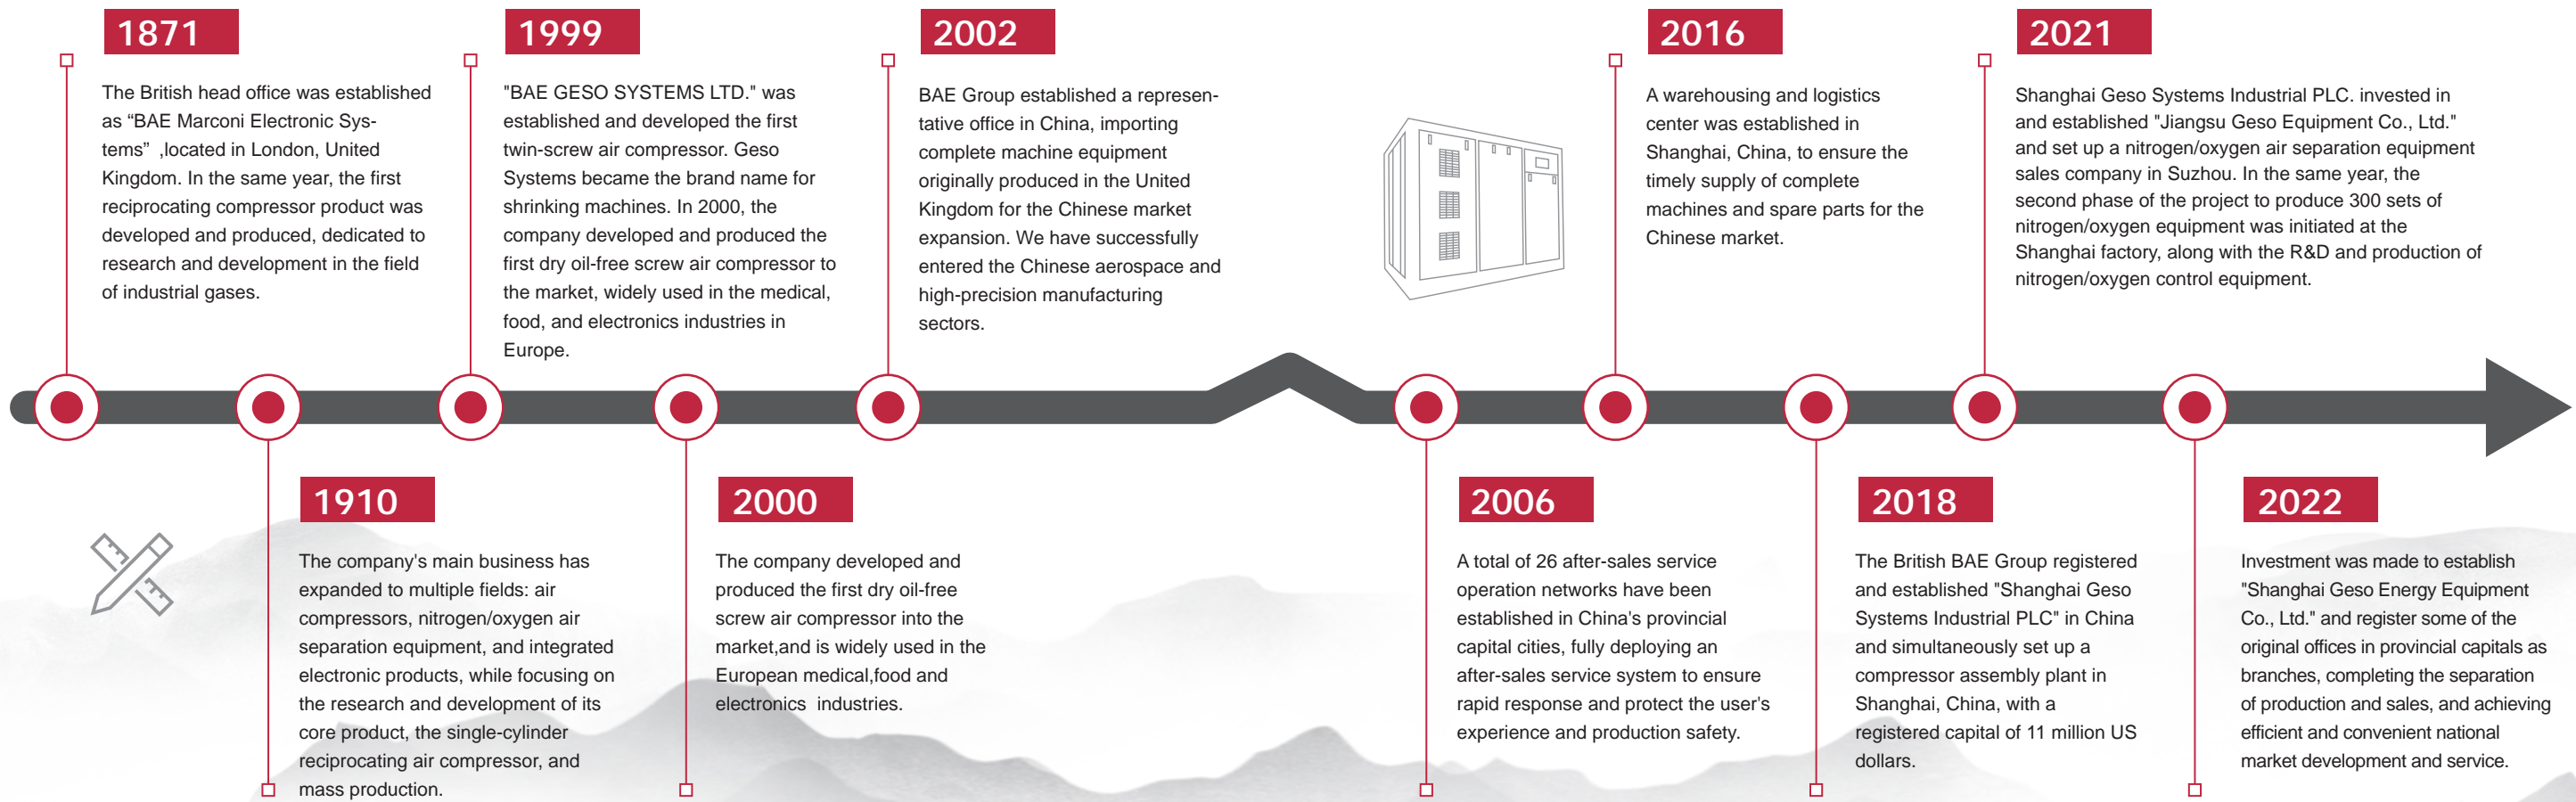 1871
The British head office was established
as “BAE Marconi Electronic Sys-
tems” ,located in London, United
Kingdom. In the same year, the first
reciprocating compressor product was
developed and produced, dedicated to
research and development in the field
of industrial gases.
1999
"BAE GESO SYSTEMS LTD." was
established and developed the first
twin-screw air compressor. Geso
Systems became the brand name for
shrinking machines. In 2000, the
company developed and produced the
first dry oil-free screw air compressor to
the market, widely used in the medical,
food, and electronics industries in
Europe.
2002
BAE Group established a represen-
tative office in China, importing
complete machine equipment
originally produced in the United
Kingdom for the Chinese market
expansion. We have successfully
entered the Chinese aerospace and
high-precision manufacturing
sectors.
2016
A warehousing and logistics
center was established in
Shanghai, China, to ensure the
timely supply of complete
machines and spare parts for the
Chinese market.
2021
Shanghai Geso Systems Industrial PLC. invested in
and established "Jiangsu Geso Equipment Co., Ltd."
and set up a nitrogen/oxygen air separation equipment
sales company in Suzhou. In the same year, the
second phase of the project to produce 300 sets of
nitrogen/oxygen equipment was initiated at the
Shanghai factory, along with the R&D and production of
nitrogen/oxygen control equipment.
1910
The company's main business has
expanded to multiple fields: air
compressors, nitrogen/oxygen air
separation equipment, and integrated
electronic products, while focusing on
the research and development of its
core product, the single-cylinder
reciprocating air compressor, and
mass production.
2000
The company developed and
produced the first dry oil-free
screw air compressor into the
market,and is widely used in the
European medical,food and
electronics  industries.
2006
A total of 26 after-sales service
operation networks have been
established in China's provincial
capital cities, fully deploying an
after-sales service system to ensure
rapid response and protect the user's
experience and production safety.
2018
The British BAE Group registered
and established "Shanghai Geso
Systems Industrial PLC" in China
and simultaneously set up a
compressor assembly plant in
Shanghai, China, with a
registered capital of 11 million US
dollars.
2022
Investment was made to establish
"Shanghai Geso Energy Equipment
Co., Ltd." and register some of the
original offices in provincial capitals as
branches, completing the separation
of production and sales, and achieving
efficient and convenient national
market development and service.